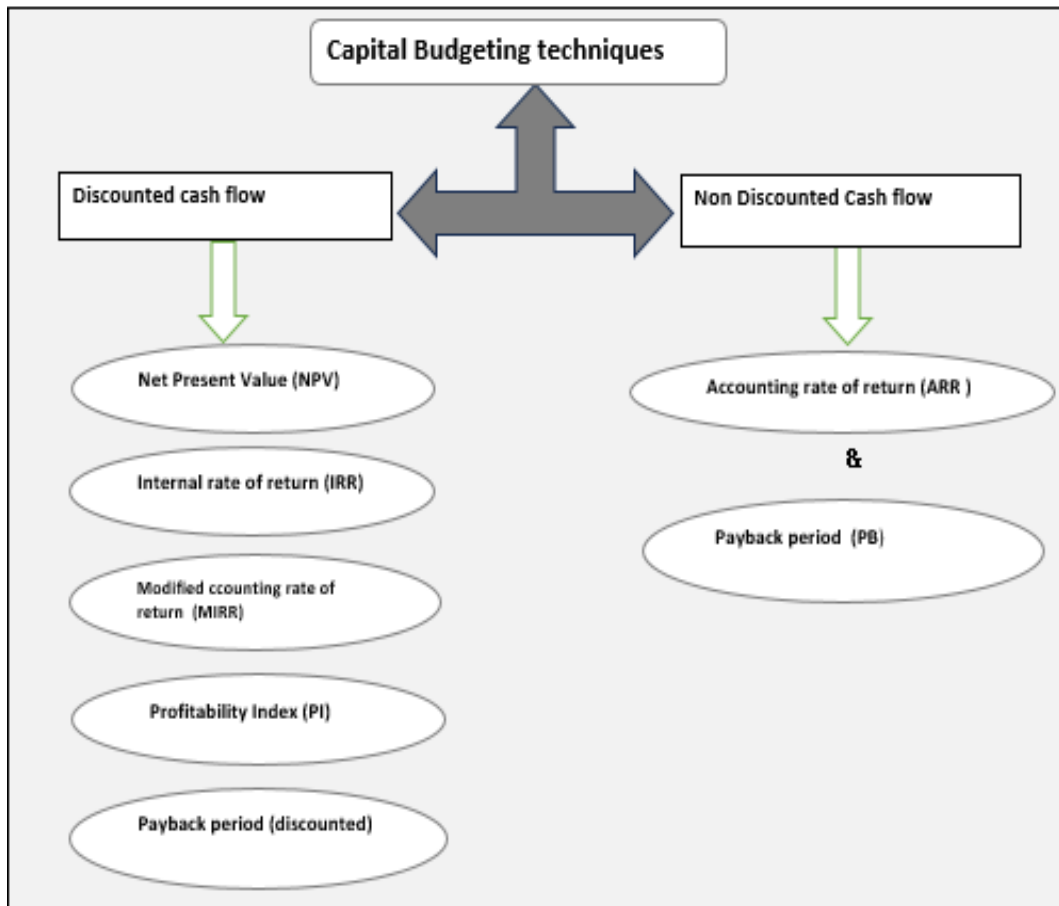 Capital Budgeting techniques
Discounted cash flow
Non Discounted Cash flow
Net Present Value (NPV)
Internal rate of return (IRR)
Modified ccounting rate of
return (MIRR)
Profitability Index (PI)
Payback period (discounted)
Accounting rate of return (ARR )
&
Payback period (PB)